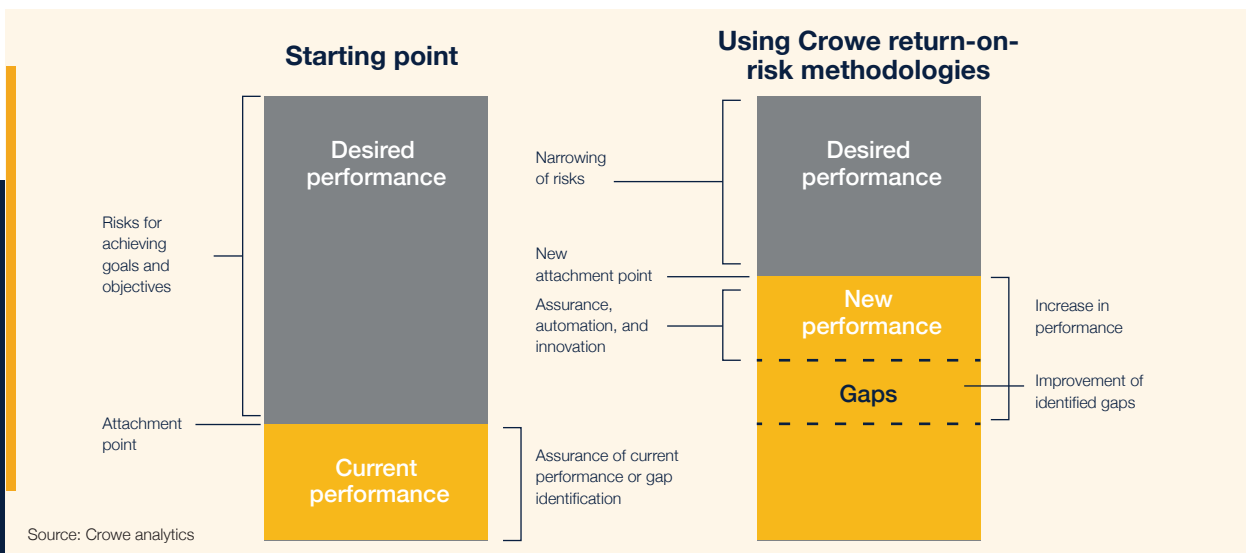 Starting point
Desired
performance
Risks for
achieving
goals and
objectives
Attachment
point
Current
performance
Assurance of current
performance or gap
identification
Using Crowe return-on-
risk methodologies
Desired
performance
Narrowing
of risks
New
attachment point
Assurance,
automation, and
innovation
New
performance
Gaps
Increase in
performance
Improvement of
identified gaps
Source: Crowe analytics